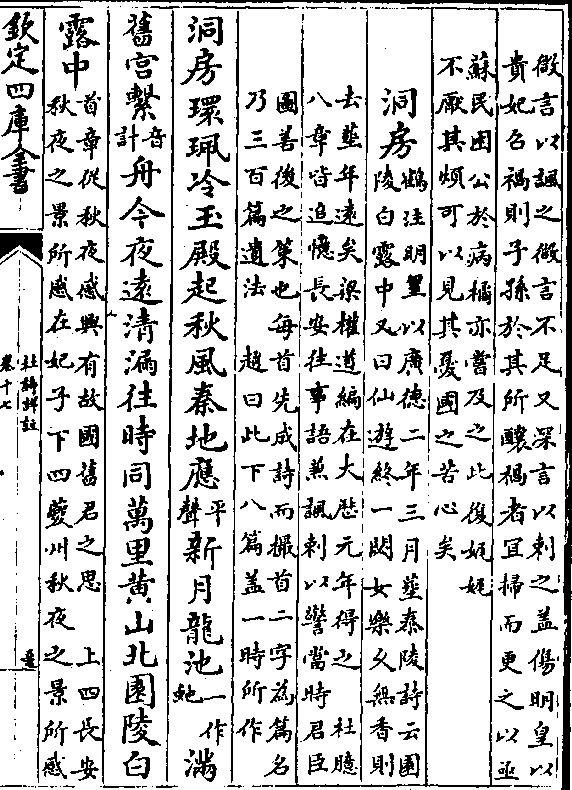 微言以諷之微言不足又深言以刺之蓋傷明皇以
貴妃召禍則子孫於其所釀禍者宜掃而更之以亟
蘇民困公於病橘亦嘗及之此復娓娓
不厭其煩可以見其憂國之苦心矣
洞房鶴注明皇以廣德二年三月葬泰陵詩云園
陵白露中又曰仙遊終一閟女樂久無香則
去葬年遠矣梁權道編在大歷元年得之 杜臆
八章皆追憶長安往事語兼諷刺以警當時君臣
圖善後之策也每首先成詩而撮首二字為篇名
乃三百篇遺法 趙曰此下八篇蓋一時所作
洞房環珮冷玉殿起秋風秦地應平聲新月龍池一作虵滿
舊宮繫音計舟今夜遠清漏往時同萬里黄山北園陵白
露中首章從秋夜感興有故國舊君之思 上四長安
秋夜之景所感在妃子下四夔州秋夜之景所感
欽定四庫全書
杜詩詳註
卷十七